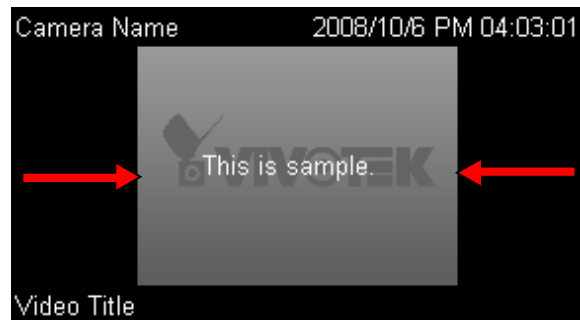 Camera Name 2008/10/6 PM 04:03:01
VIVOTEK
This is sample.
Video Title